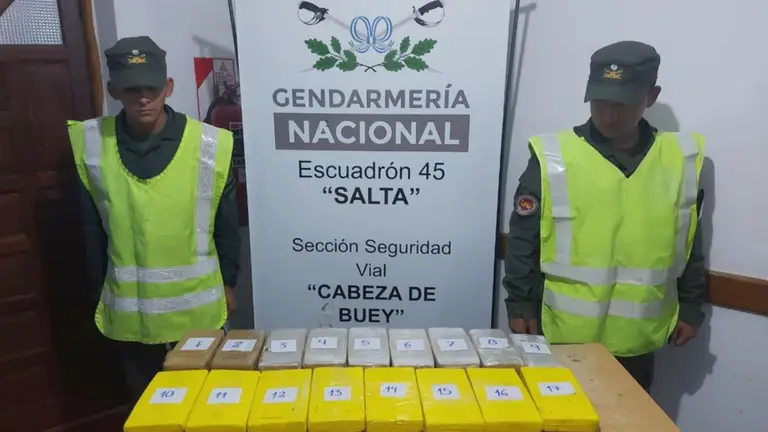 GENDARMERÍA
NACIONAL
Escuadrón 45
"SALTA"
Sección Seguridad
Vial
"CABEZA DE
BUEY"
1 2 3 4 5 6 7 8 9
10 11 12 13 14 15 16 17